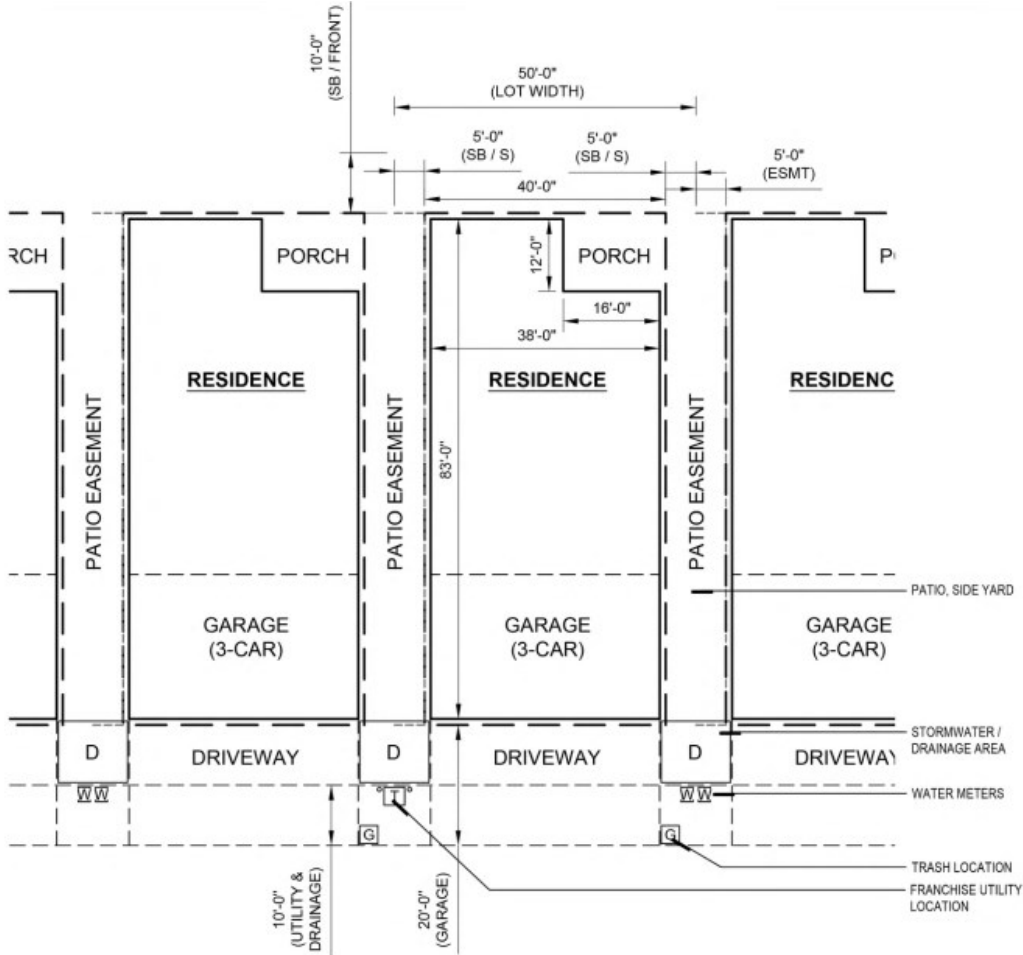 10'-0"
(SB / FRONT)
50'-0"
(LOT WIDTH)
5'-0"
(SB / S)
5'-0"
(SB / S)
5'-0"
(ESMT)
40'-0"
RCH
PORCH
12'-0"
PORCH
P
16'-0"
38'-0"
RESIDENCE
RESIDENCE
RESIDENC
PATIO EASEMENT
PATIO EASEMENT
83'-0"
PATIO EASEMENT
PATIO, SIDE YARD
GARAGE
(3-CAR)
GARAGE
(3-CAR)
GARAGE
(3-CAR)
D
DRIVEWAY
D
DRIVEWAY
D
DRIVEWAY
STORMWATER /
DRAINAGE AREA
W W
T
W W
WATER METERS
G
G
TRASH LOCATION
FRANCHISE UTILITY
LOCATION
10'-0"
(UTILITY &
DRAINAGE)
20'-0"
(GARAGE)